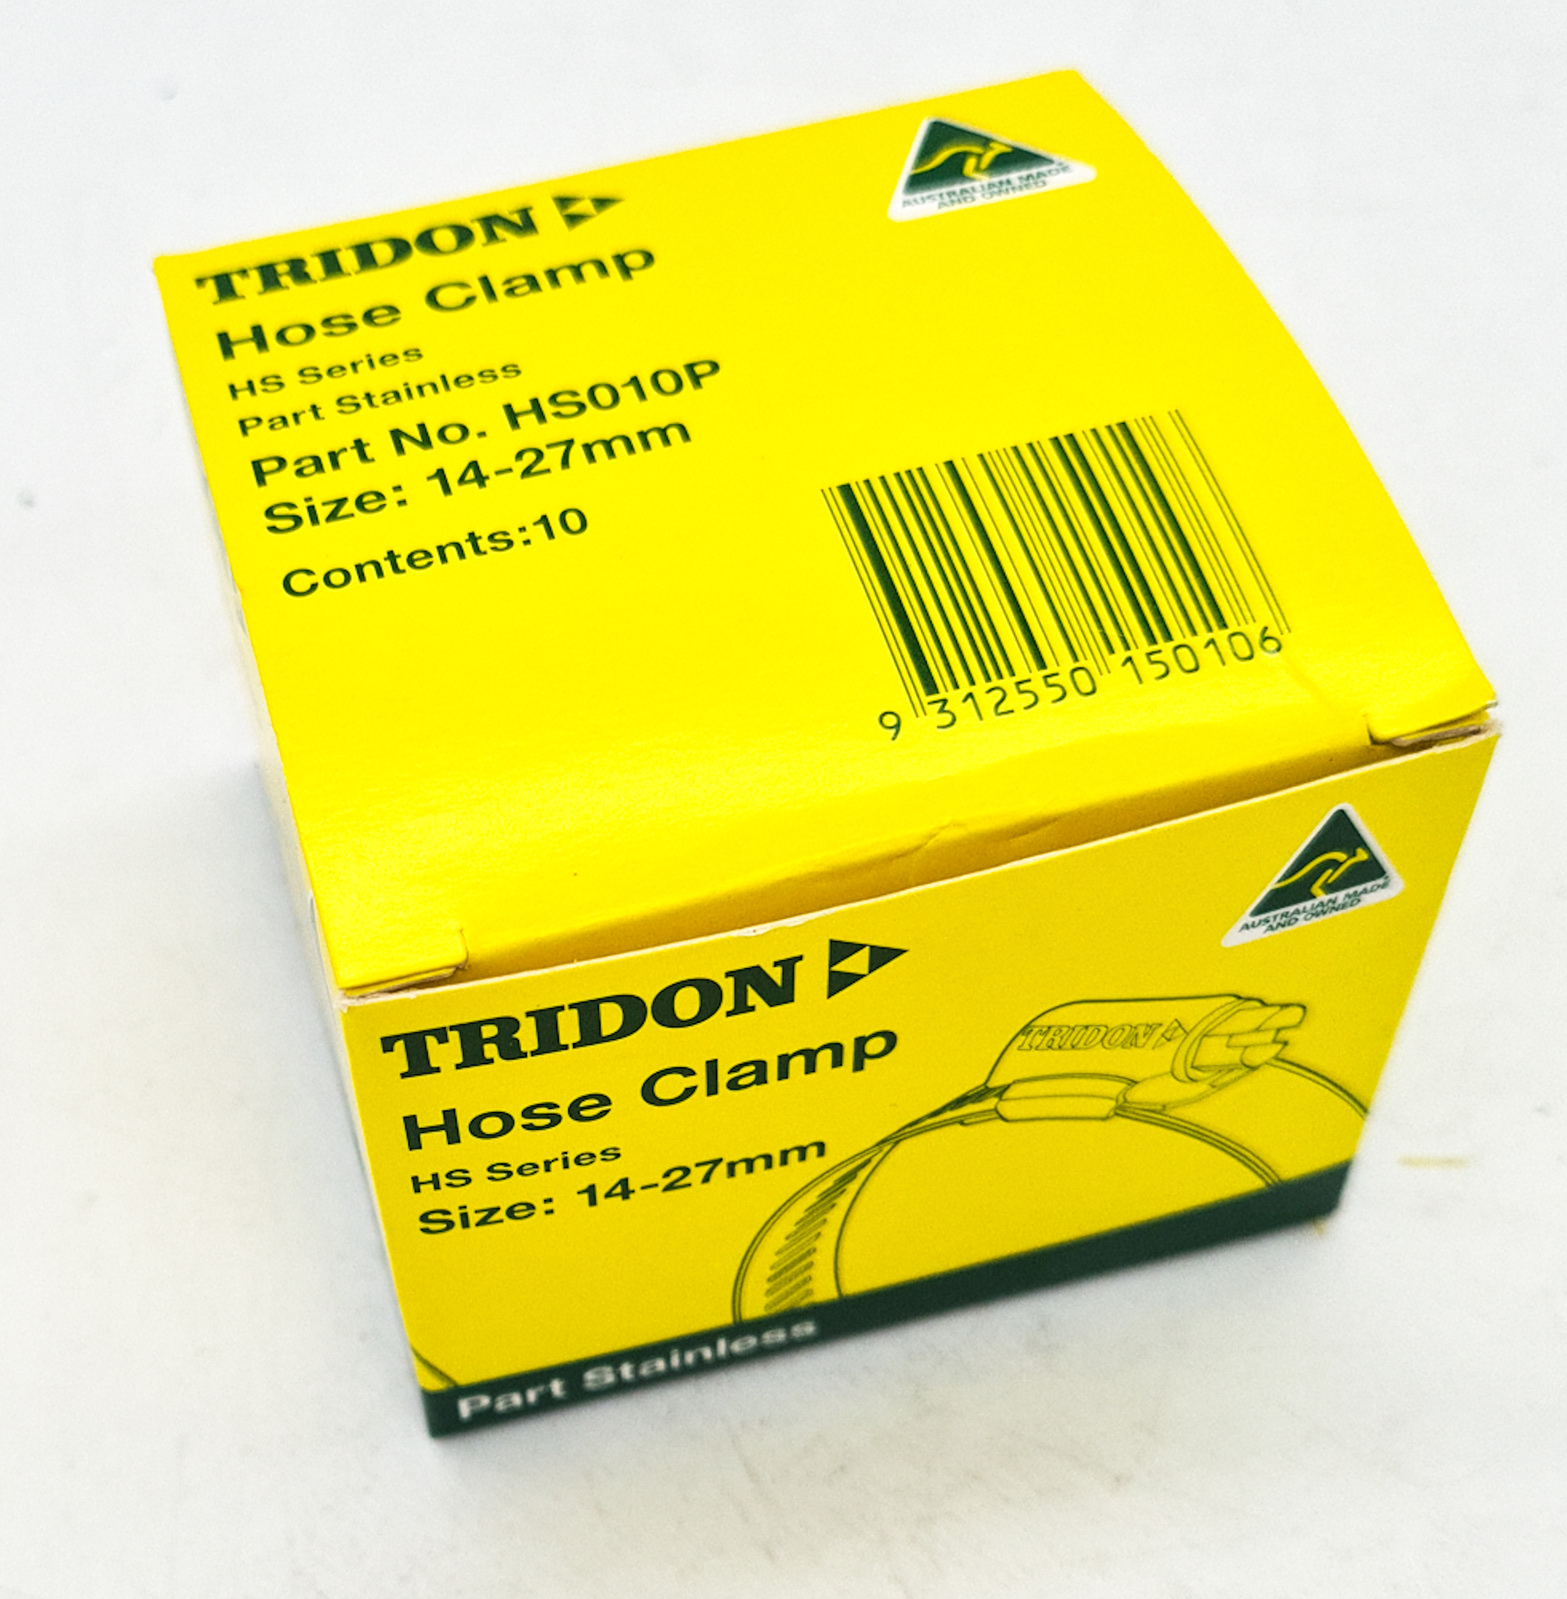 TRIDON
Hose Clamp
HS Series
Part Stainless
Part No. HS010P
Size: 14-27mm
Contents:10
AUSTRALIAN MADE
AND OWNED
9 312550 150106
TRIDON
Hose Clamp
HS Series
Size: 14-27mm
AUSTRALIAN MADE
AND OWNED
TRIDON
Part Stainless